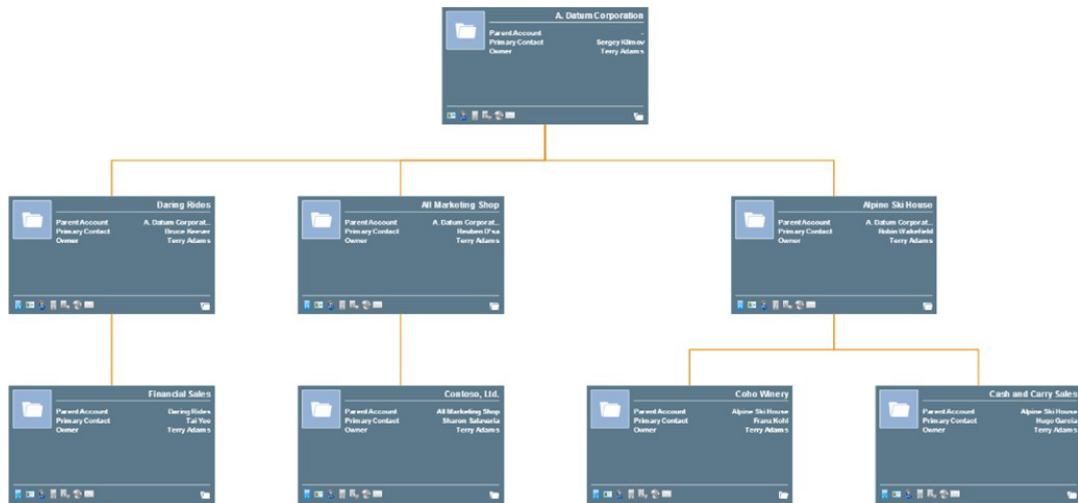 A. Datum Corporation
Parent Account -
Primary Contact Sergey Klimov
Owner Terry Adams
Daring Rides
Parent Account A. Datum Corporat...
Primary Contact Bruce Keever
Owner Terry Adams
All Marketing Shop
Parent Account A. Datum Corporat...
Primary Contact Reuben D'sa
Owner Terry Adams
Alpine Ski House
Parent Account A. Datum Corporat...
Primary Contact Robin Wakefield
Owner Terry Adams
Financial Sales
Parent Account Daring Rides
Primary Contact Tai Yee
Owner Terry Adams
Contoso, Ltd.
Parent Account All Marketing Shop
Primary Contact Sharon Salavaria
Owner Terry Adams
Coho Winery
Parent Account Alpine Ski House
Primary Contact Franz Kohl
Owner Terry Adams
Cash and Carry Sales
Parent Account Alpine Ski House
Primary Contact Hugo Garcia
Owner Terry Adams